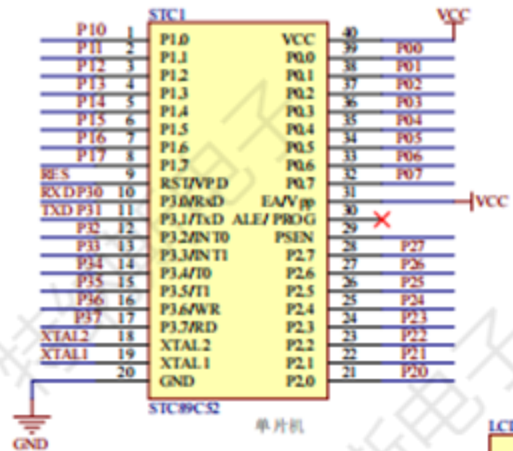 STC1
VCC
P10 1 P1.0 VCC 40
P11 2 P1.1 P0.0 39 P00
P12 3 P1.2 P0.1 38 P01
P13 4 P1.3 P0.2 37 P02
P14 5 P1.4 P0.3 36 P03
P15 6 P1.5 P0.4 35 P04
P16 7 P1.6 P0.5 34 P05
P17 8 P1.7 P0.6 33 P06
RES 9 RST/VPD P0.7 32 P07
RXD P30 10 P3.0/RxD EA/Vpp 31 VCC
TXD P31 11 P3.1/TxD ALE/ PROG 30
P32 12 P3.2/INT0 PSEN 29
P33 13 P3.3/INT1 P2.7 28 P27
P34 14 P3.4/T0 P2.6 27 P26
P35 15 P3.5/T1 P2.5 26 P25
P36 16 P3.6/WR P2.4 25 P24
P37 17 P3.7/RD P2.3 24 P23
XTAL2 18 XTAL2 P2.2 23 P22
XTAL1 19 XTAL1 P2.1 22 P21
20 GND P2.0 21 P20
STC89C52
单片机
GND